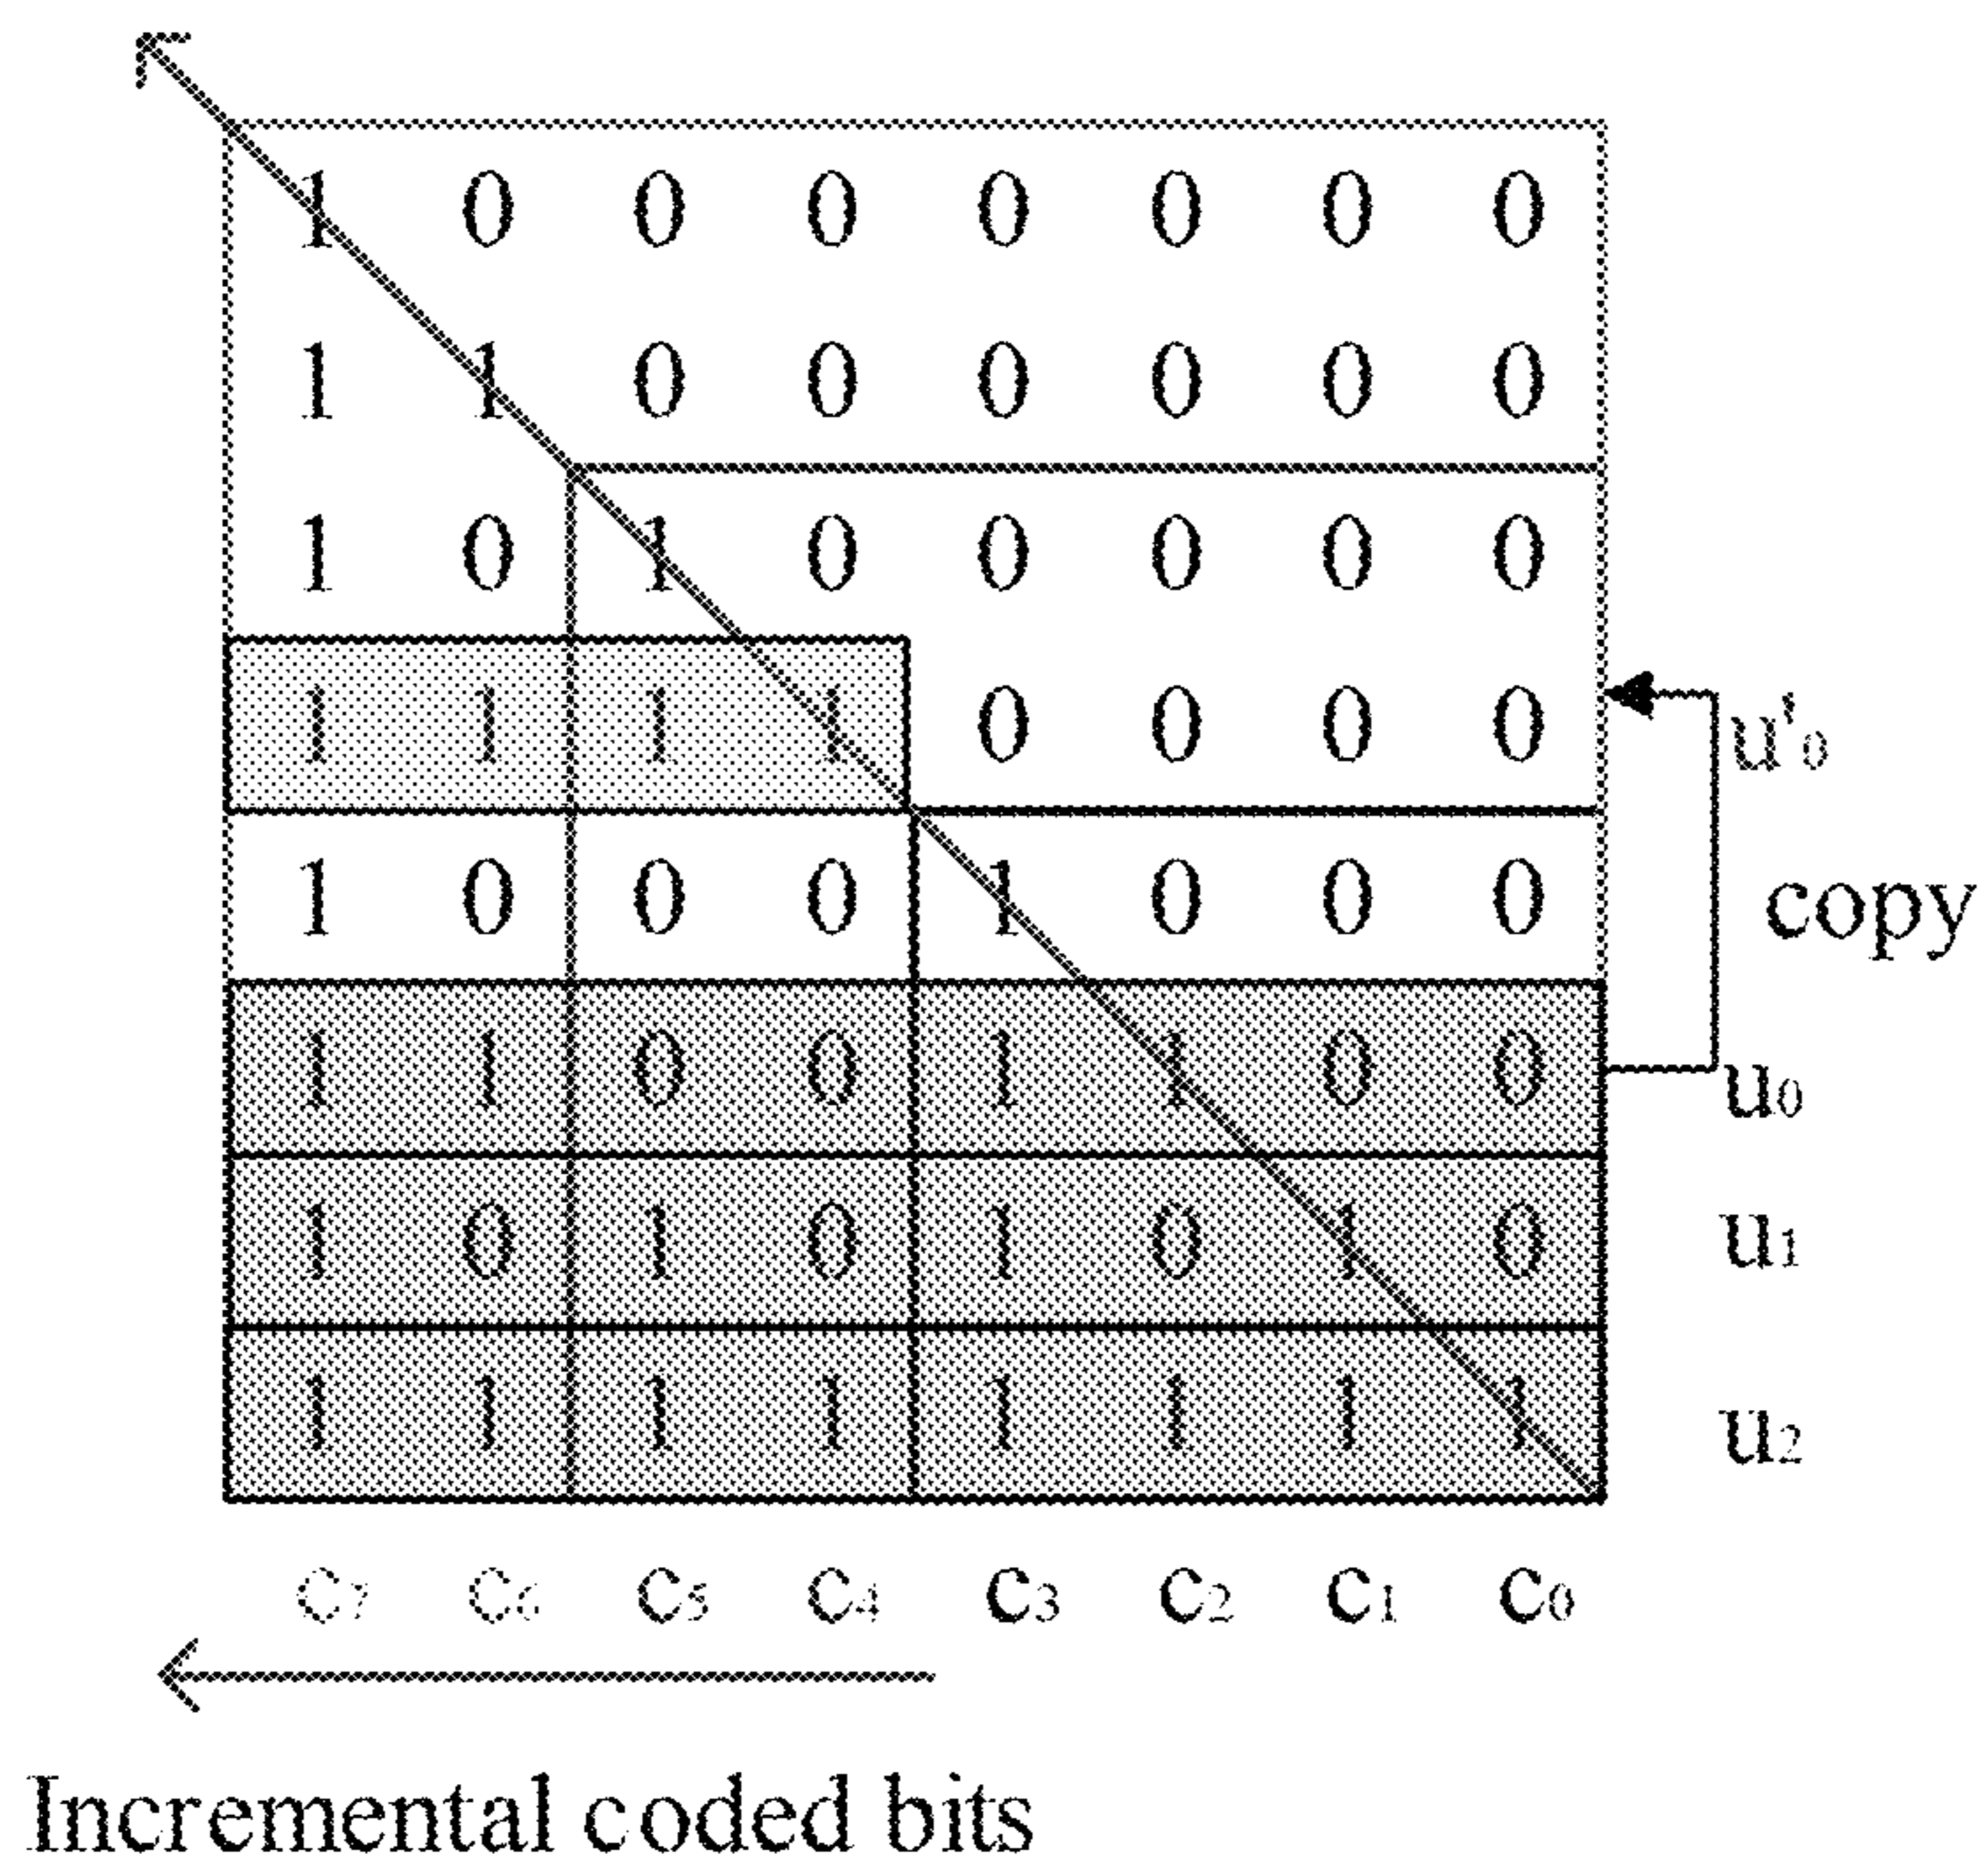 1 0 0 0 0 0 0 0
1 1 0 0 0 0 0 0
1 0 1 0 0 0 0 0
1 1 1 1 0 0 0 0 u'₀
1 0 0 0 1 0 0 0 copy
1 1 0 0 1 1 0 0 u₀
1 0 1 0 1 0 1 0 u₁
1 1 1 1 1 1 1 1 u₂
c₇ c₆ c₅ c₄ c₃ c₂ c₁ c₀
Incremental coded bits